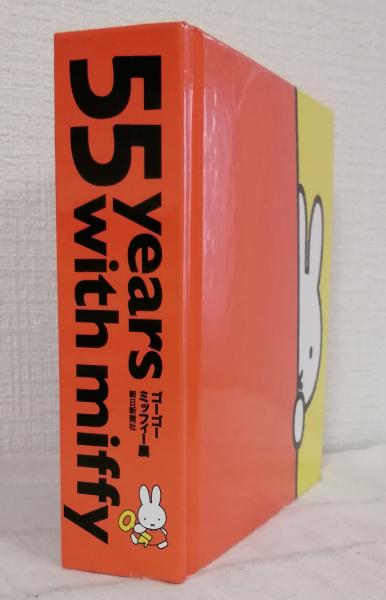 55 years
with miffy
ゴーゴー
ミッフィー展
朝日新聞社